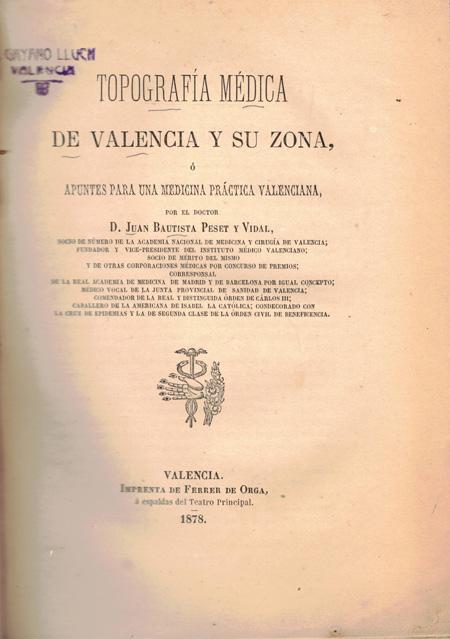 GAYANO LLUCH
VALENCIA
TOPOGRAFÍA MÉDICA
DE VALENCIA Y SU ZONA,
Ó
APUNTES PARA UNA MEDICINA PRÁCTICA VALENCIANA,
POR EL DOCTOR
D. JUAN BAUTISTA PESET Y VIDAL,
SOCIO DE NÚMERO DE LA ACADEMIA NACIONAL DE MEDICINA Y CIRUGÍA DE VALENCIA;
FUNDADOR Y VICE-PRESIDENTE DEL INSTITUTO MÉDICO VALENCIANO;
SOCIO DE MÉRITO DEL MISMO
Y DE OTRAS CORPORACIONES MÉDICAS POR CONCURSO DE PREMIOS;
CORRESPONSAL
DE LA REAL ACADEMIA DE MEDICINA DE MADRID Y DE BARCELONA POR IGUAL CONCEPTO;
MÉDICO VOCAL DE LA JUNTA PROVINCIAL DE SANIDAD DE VALENCIA;
COMENDADOR DE LA REAL Y DISTINGUIDA ÓRDEN DE CÁRLOS III;
CABALLERO DE LA AMERICANA DE ISABEL LA CATÓLICA; CONDECORADO CON
LA CRUZ DE EPIDEMIAS Y LA DE SEGUNDA CLASE DE LA ÓRDEN CIVIL DE BENEFICENCIA.
VALENCIA.
IMPRENTA DE FERRER DE ORGA,
á espaldas del Teatro Principal.
1878.